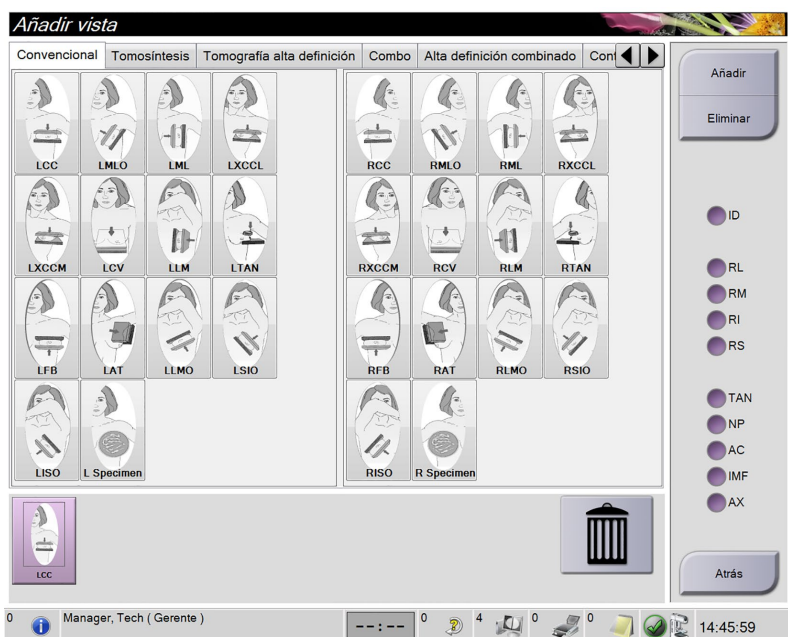 Añadir vista
Convencional Tomosíntesis Tomografía alta definición Combo Alta definición combinado
LCC LMLO LML LXCCL
LXCCM LCV LLM LTAN
LFB LAT LLMO LSIO
LISO L Specimen
RCC RMLO RML RXCCL
RXCCM RCV RLM RTAN
RFB RAT RLMO RSIO
RISO R Specimen
Añadir
Eliminar
ID
RL
RM
RI
RS
TAN
NP
AC
IMF
AX
LCC
Atrás
0 Manager, Tech ( Gerente ) --:-- 0 4 0 0 14:45:59